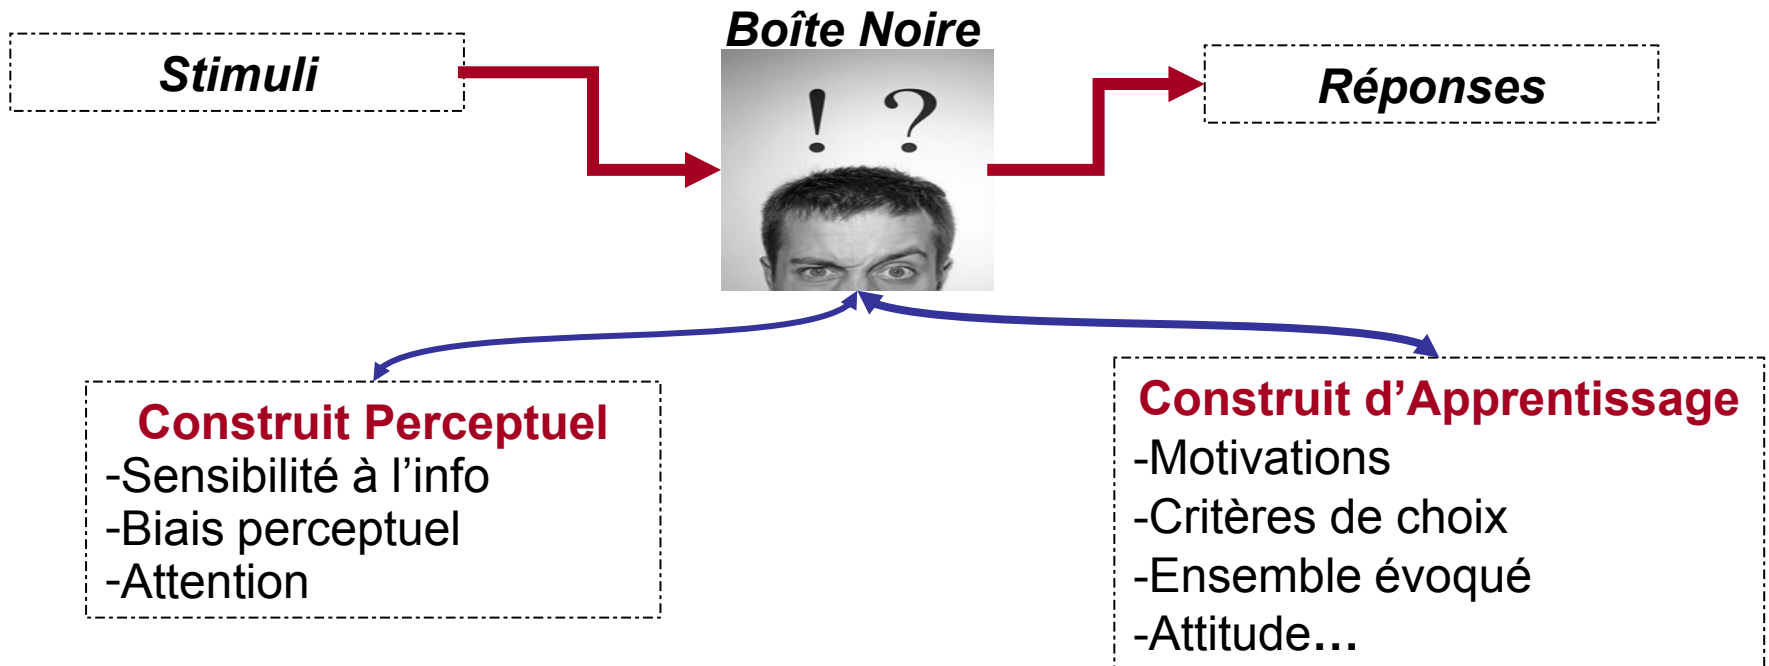 Boîte Noire
Stimuli
Réponses
! ?
Construit Perceptuel
-Sensibilité à l’info
-Biais perceptuel
-Attention
Construit d’Apprentissage
-Motivations
-Critères de choix
-Ensemble évoqué
-Attitude...